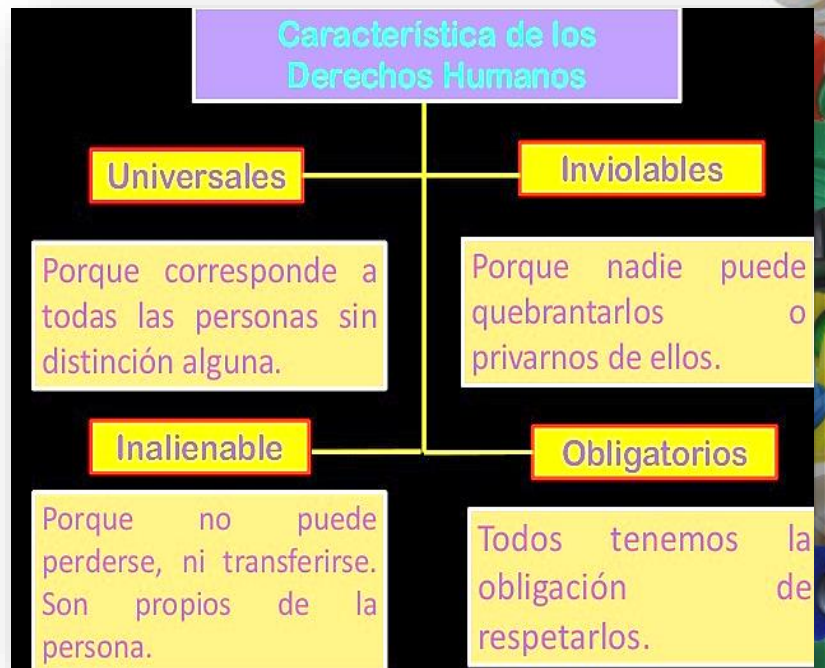 Característica de los
Derechos Humanos
Universales
Inviolables
Porque corresponde a
todas las personas sin
distinción alguna.
Porque nadie puede
quebrantarlos o
privarnos de ellos.
Inalienable
Obligatorios
Porque no puede
perderse, ni transferirse.
Son propios de la
persona.
Todos tenemos la
obligación de
respetarlos.